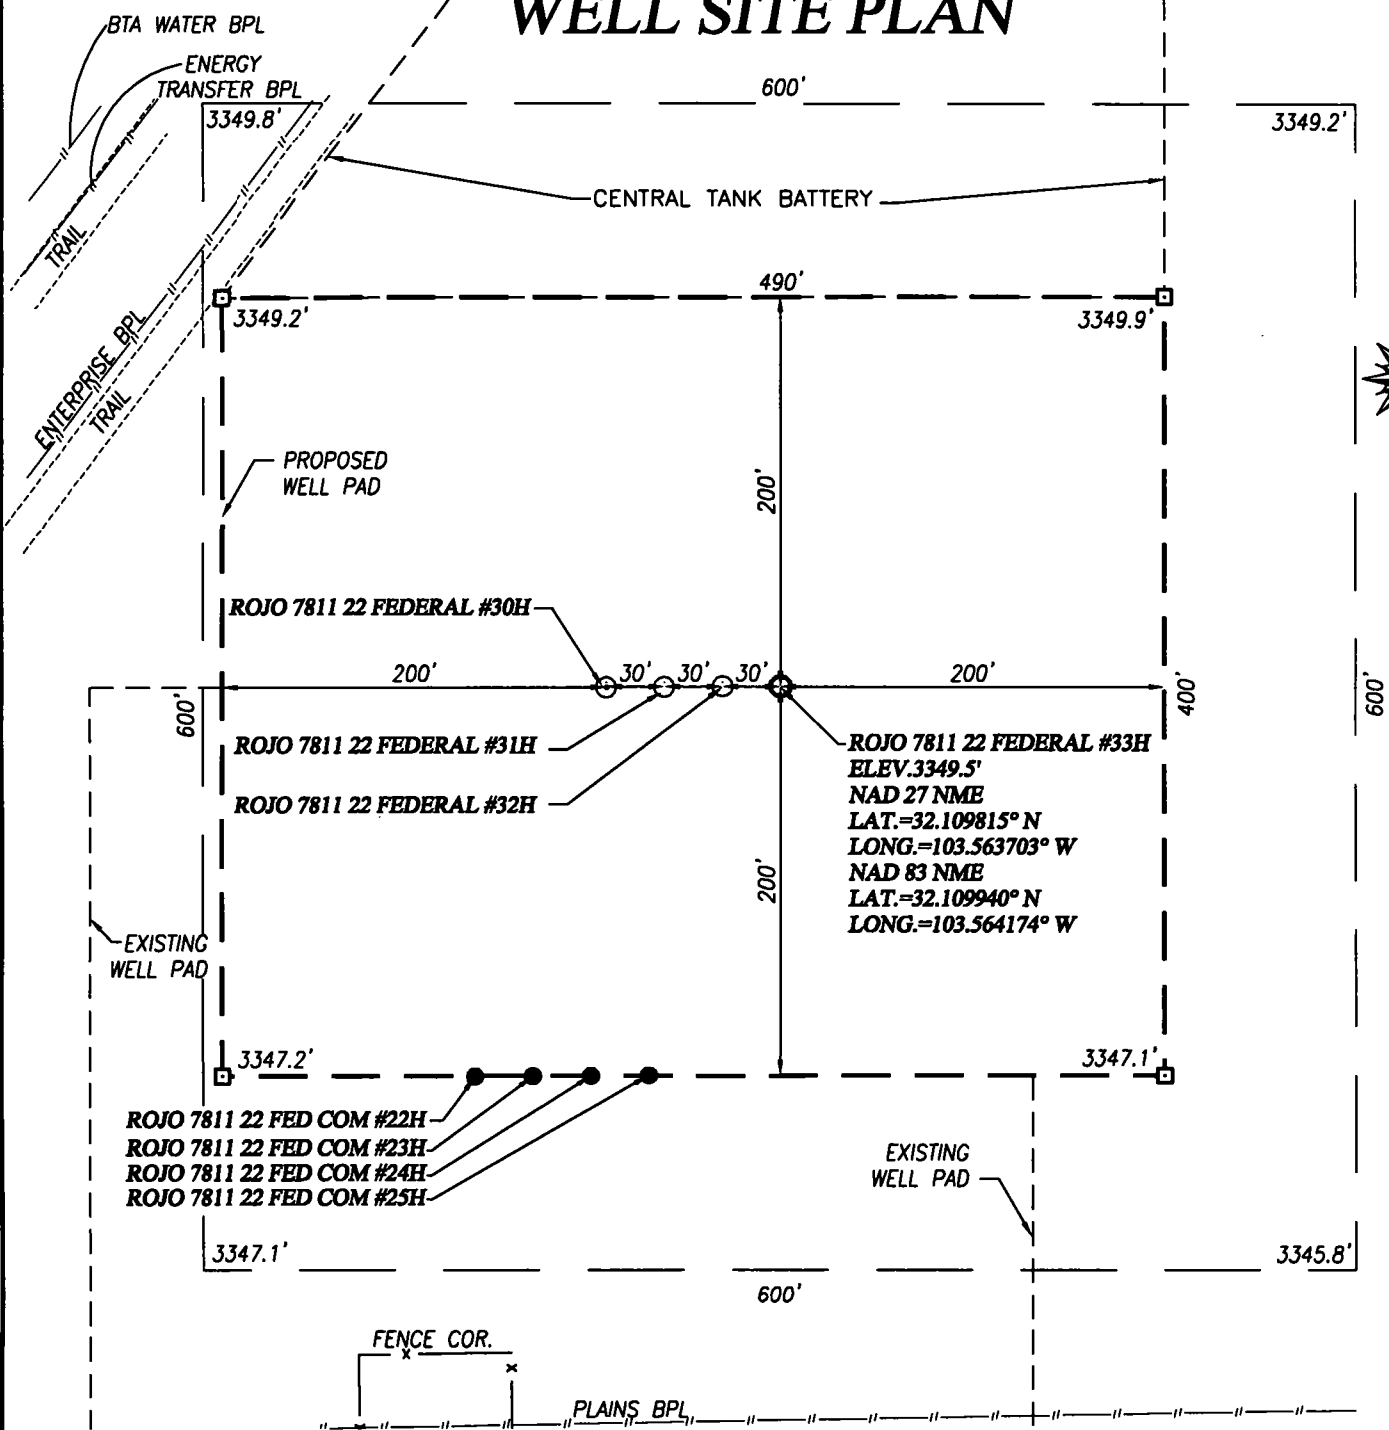 WELL SITE PLAN
BTA WATER BPL
ENERGY
TRANSFER BPL
600'
3349.8'
3349.2'
CENTRAL TANK BATTERY
TRAIL
490'
3349.2'
3349.9'
ENTERPRISE BPL
TRAIL
PROPOSED
WELL PAD
200'
ROJO 7811 22 FEDERAL #30H
200'
30'
30'
30'
200'
600'
400'
600'
ROJO 7811 22 FEDERAL #31H
ROJO 7811 22 FEDERAL #32H
ROJO 7811 22 FEDERAL #33H
ELEV.3349.5'
NAD 27 NME
LAT.=32.109815° N
LONG.=103.563703° W
NAD 83 NME
LAT.=32.109940° N
LONG.=103.564174° W
200'
EXISTING
WELL PAD
3347.2'
3347.1'
ROJO 7811 22 FED COM #22H
ROJO 7811 22 FED COM #23H
ROJO 7811 22 FED COM #24H
ROJO 7811 22 FED COM #25H
EXISTING
WELL PAD
3347.1'
3345.8'
600'
FENCE COR.
PLAINS BPL